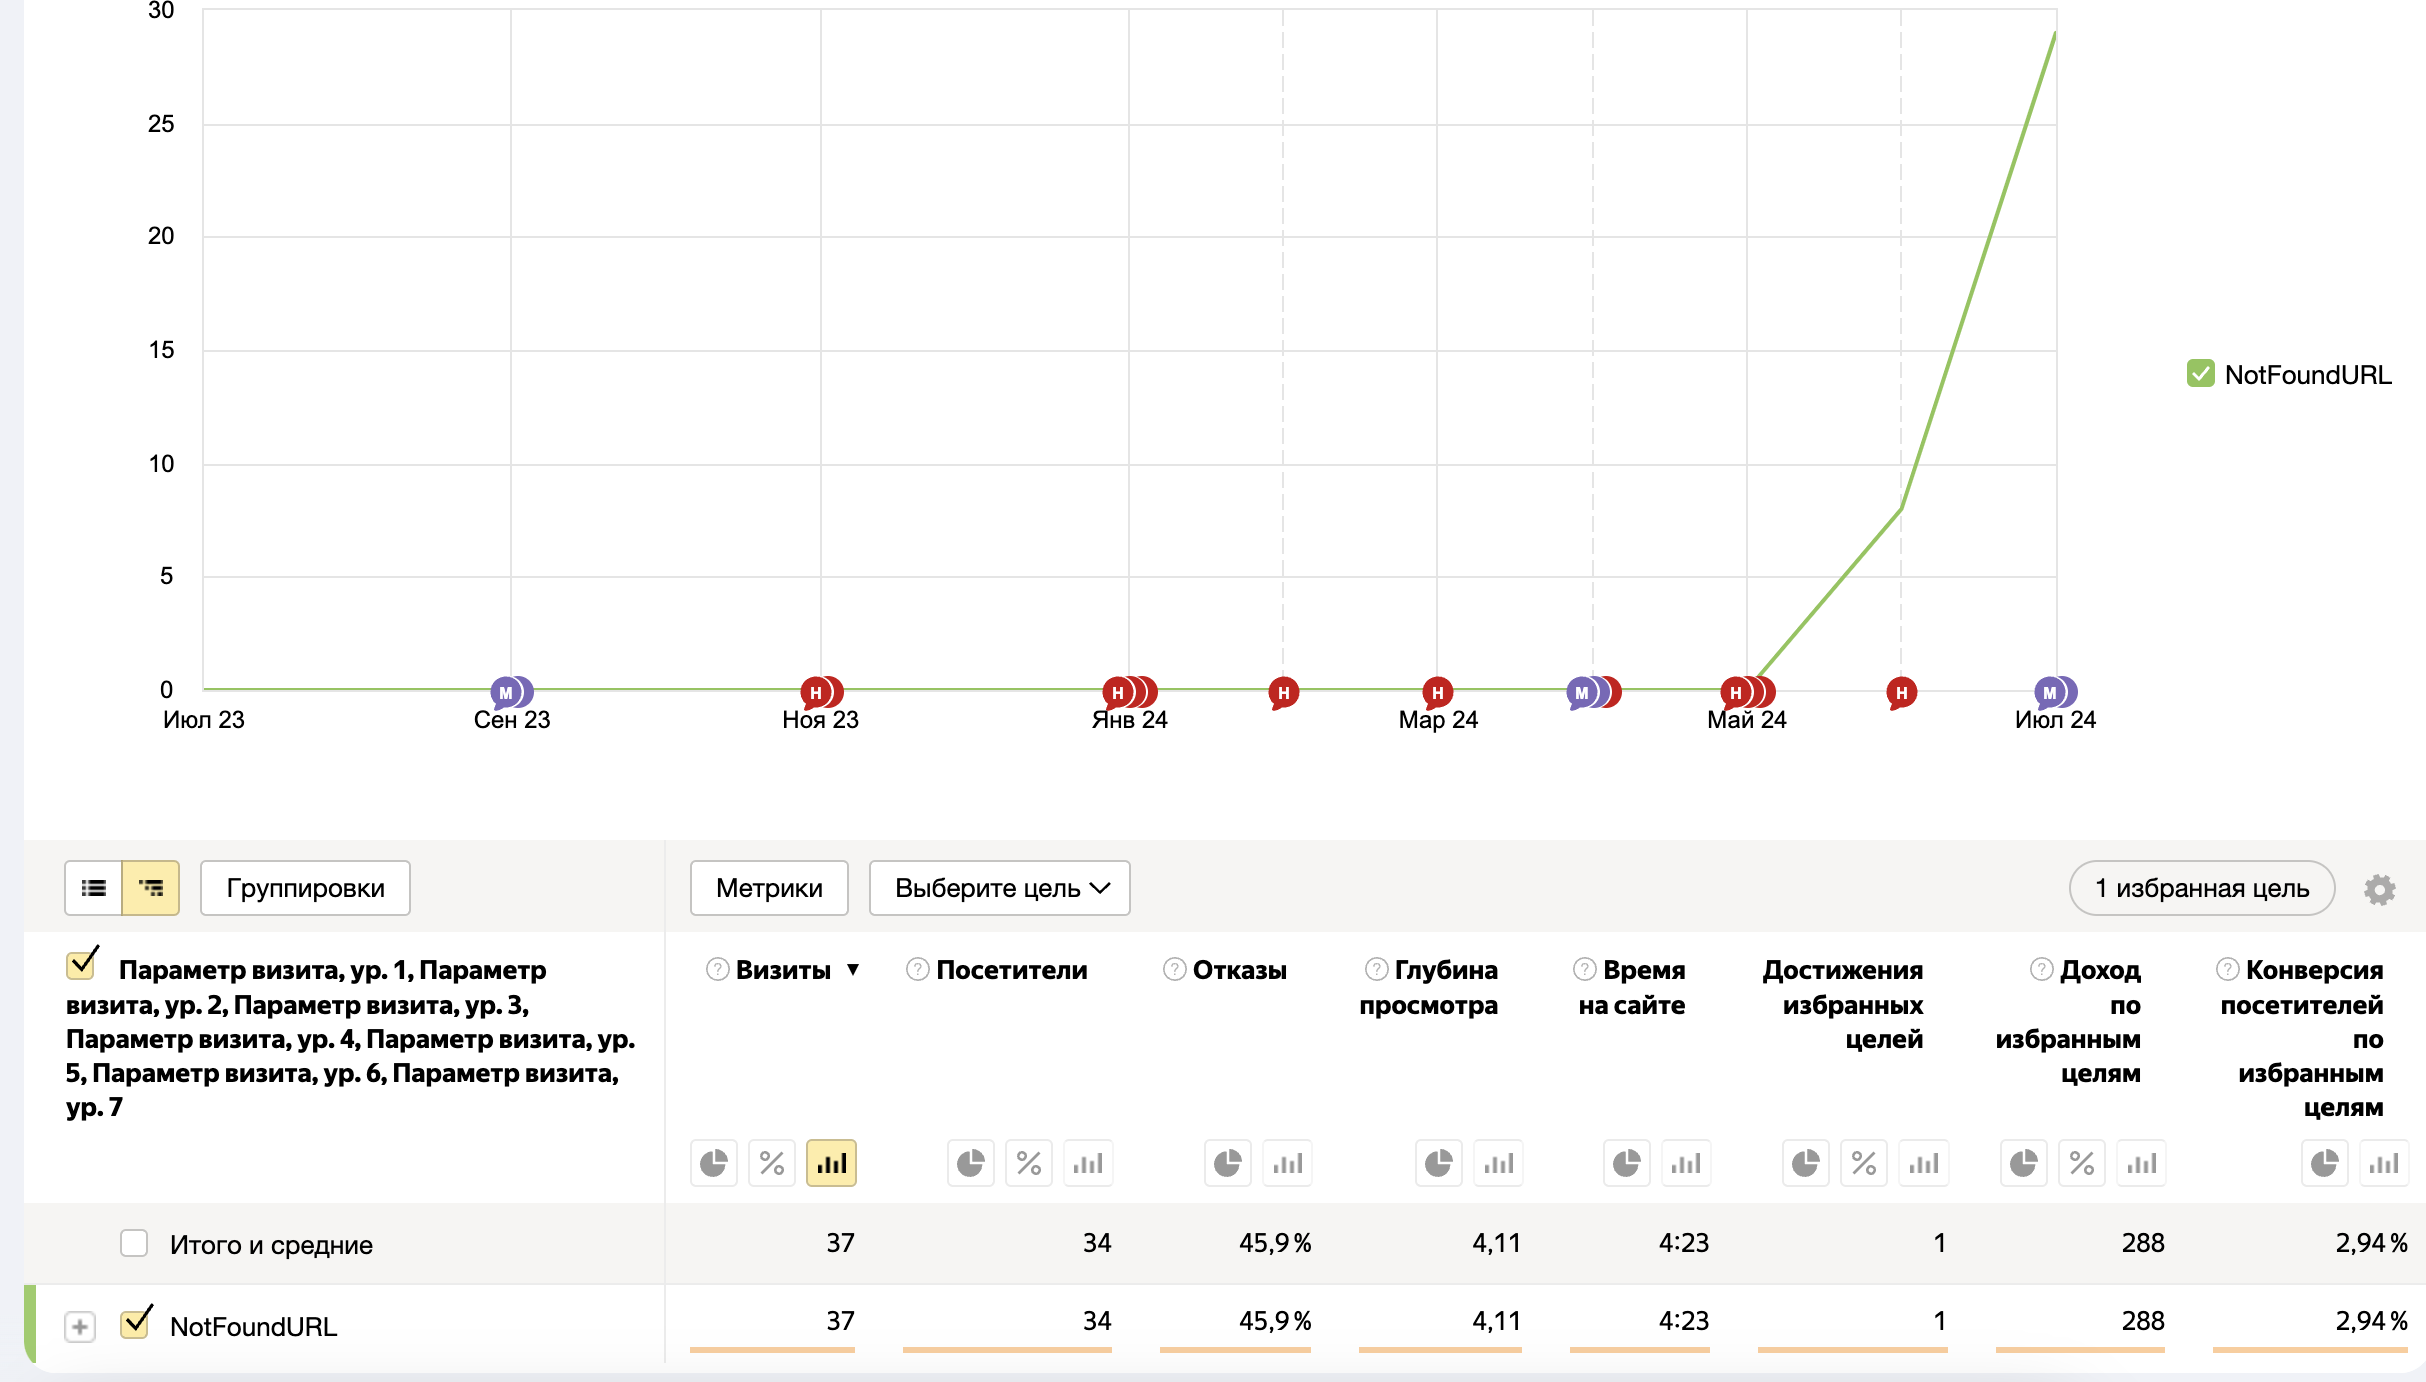 30
25
20
15
10
5
0
NotFoundURL
М Н Н Н Н М Н Н М
Июл 23 Сен 23 Ноя 23 Янв 24 Мар 24 Май 24 Июл 24
Группировки
Метрики
Выберите цель
1 избранная цель
Параметр визита, ур. 1, Параметр
визита, ур. 2, Параметр визита, ур. 3,
Параметр визита, ур. 4, Параметр визита, ур.
5, Параметр визита, ур. 6, Параметр визита,
ур. 7
? Визиты ▼
? Посетители
? Отказы
? Глубина
просмотра
? Время
на сайте
Достижения
избранных
целей
? Доход
по
избранным
целям
? Конверсия
посетителей
по
избранным
целям
% % % %
Итого и средние 37 34 45,9 % 4,11 4:23 1 288 2,94 %
+ NotFoundURL 37 34 45,9 % 4,11 4:23 1 288 2,94 %